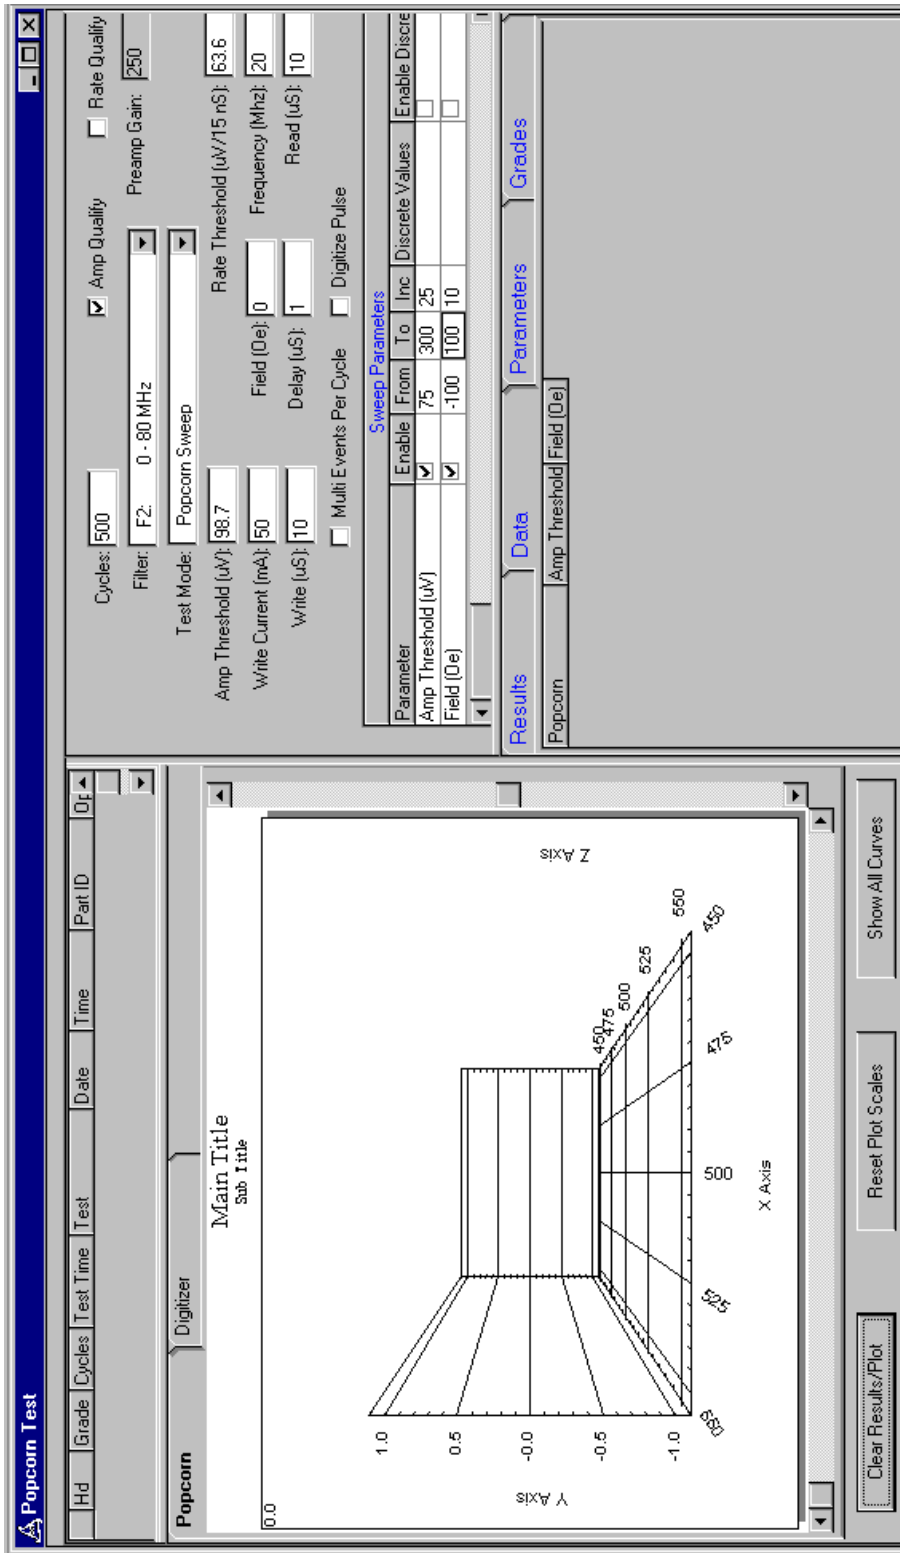 Popcorn Test
Hd Grade Cycles Test Time Test Date Time Part ID Op
Popcorn Digitizer
Main Title
Sub Title
0.0
1.0
0.5
-0.0
-0.5
-1.0
Y Axis
Z Axis
450
475
500
525
550
550
525
500
475
450
X Axis
Clear Results/Plot Reset Plot Scales Show All Curves
Cycles: 500 Amp Qualify Rate Qualify
Filter: F2: 0 - 80 MHz Preamp Gain: 250
Test Mode: Popcorn Sweep
Amp Threshold (uV): 98.7 Rate Threshold (uV/15 nS): 63.6
Write Current (mA): 50 Field (Oe): 0 Frequency (Mhz): 20
Write (uS): 10 Delay (uS): 1 Read (uS): 10
Multi Events Per Cycle Digitize Pulse
Sweep Parameters
Parameter Enable From To Inc Discrete Values Enable Discre
Amp Threshold (uV) 75 300 25
Field (Oe) -100 100 10
Results Data Parameters Grades
Popcorn Amp Threshold Field (Oe)